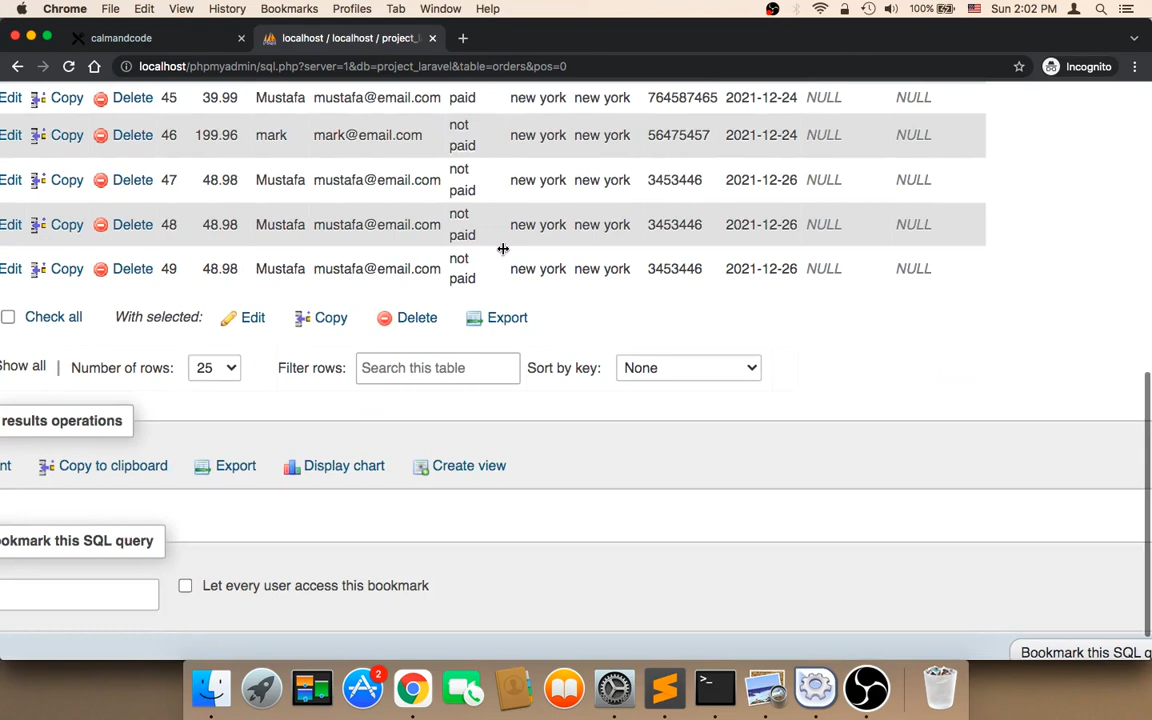 Chrome File Edit View History Bookmarks Profiles Tab Window Help 100% Sun 2:02 PM
calmandcode localhost / localhost / project_l
localhost/phpmyadmin/sql.php?server=1&db=project_laravel&table=orders&pos=0 Incognito
Edit Copy Delete 45 39.99 Mustafa mustafa@email.com paid new york new york 764587465 2021-12-24 NULL NULL
Edit Copy Delete 46 199.96 mark mark@email.com not paid new york new york 56475457 2021-12-24 NULL NULL
Edit Copy Delete 47 48.98 Mustafa mustafa@email.com not paid new york new york 3453446 2021-12-26 NULL NULL
Edit Copy Delete 48 48.98 Mustafa mustafa@email.com not paid new york new york 3453446 2021-12-26 NULL NULL
Edit Copy Delete 49 48.98 Mustafa mustafa@email.com not paid new york new york 3453446 2021-12-26 NULL NULL
Check all With selected: Edit Copy Delete Export
Show all | Number of rows: 25 Filter rows: Search this table Sort by key: None
results operations
nt Copy to clipboard Export Display chart Create view
ookmark this SQL query
Let every user access this bookmark
Bookmark this SQL q
2